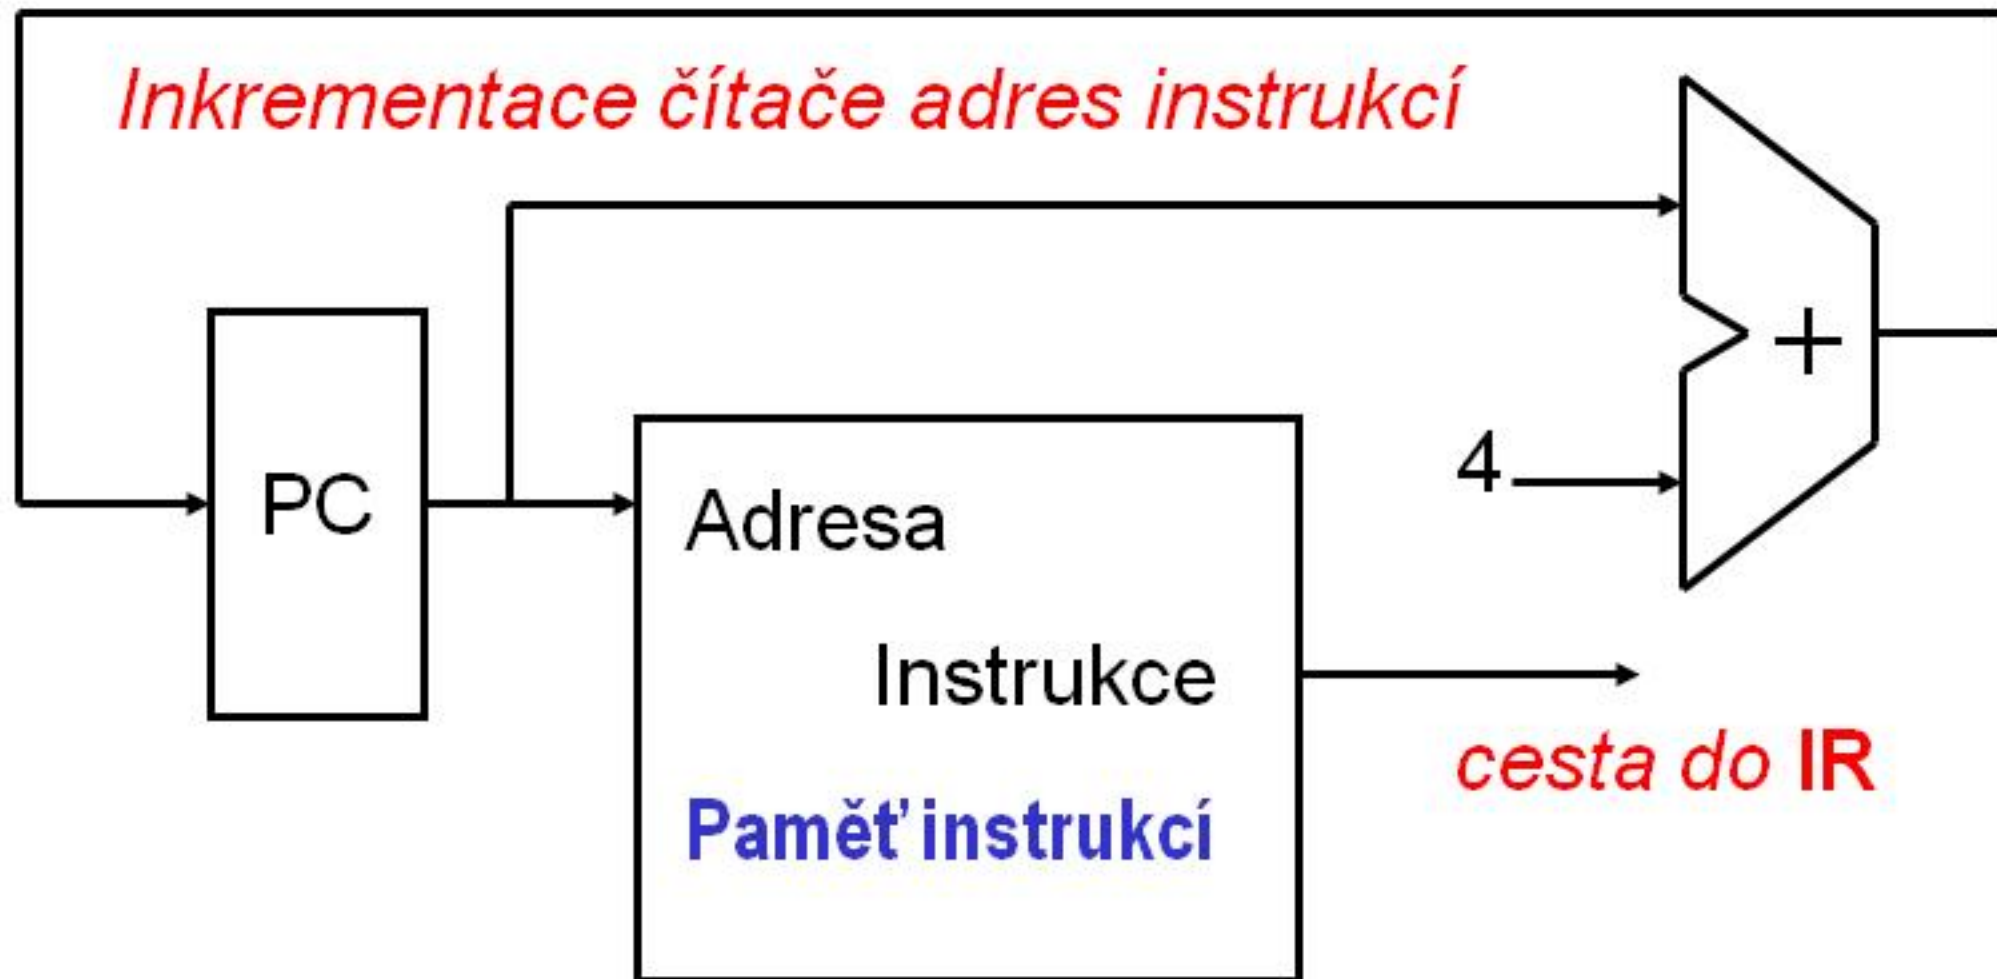 Inkrementace čítače adres instrukcí
+
4
PC
Adresa
Instrukce
cesta do IR
Paměť instrukcí